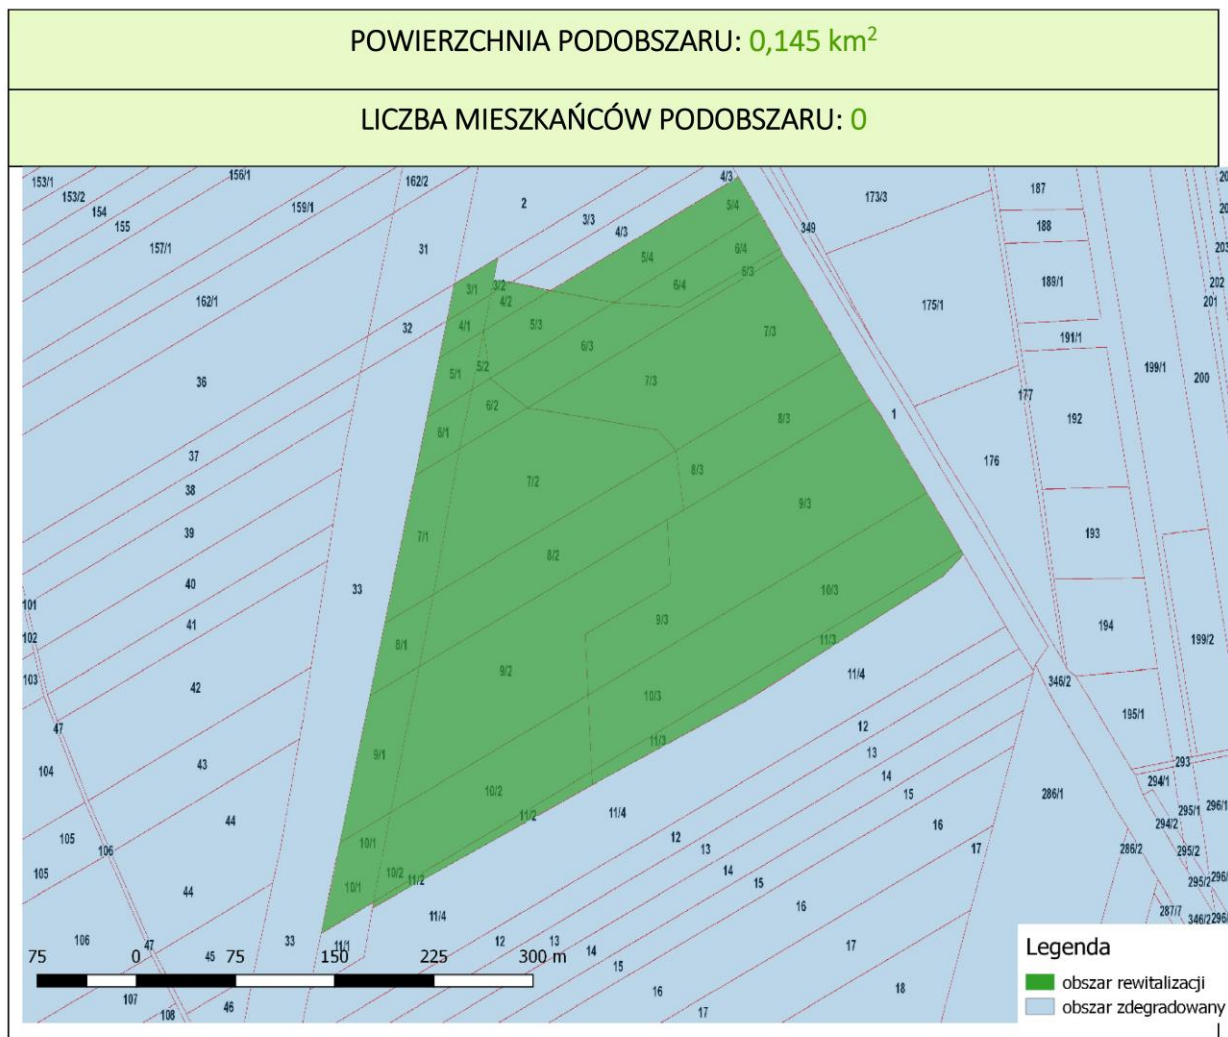 POWIERZCHNIA PODOBSZARU: 0,145 km²
LICZBA MIESZKAŃCÓW PODOBSZARU: 0
153/1 156/1 162/2 4/3 173/3 187
153/2 159/1 2 5/4
154 3/3 349 188
155 4/3
157/1 31 5/4 6/4 203
3/1 3/2 6/4 6/3 189/1 202
162/1 4/2 175/1 201
32 4/1 5/3 7/3 191/1
6/3 199/1
36 5/1 5/2 7/3 200
6/2 177
6/1 8/3 1 192
37 176
38 7/2 8/3
39 7/1 9/3 193
8/2
40 33 10/3
101 41 9/3 194
102 8/1 11/3 199/2
103 42 9/2 11/4 346/2
47 10/3 195/1
9/1 11/3 12
104 43 13 293
10/2 14 294/1
44 11/2 11/4 15 286/1 295/1 296/1
105 10/1 12 16 294/2
106 13 17 286/2 295/2
105 10/2 14
44 10/1 11/2 15 295/2
11/4 16 287/7 346/2
106 47 45 33 11/1 12 13 14 17
75 0 75 150 225 300 m
15
107 46 16 18
108 17
Legenda
obszar rewitalizacji
obszar zdegradowany